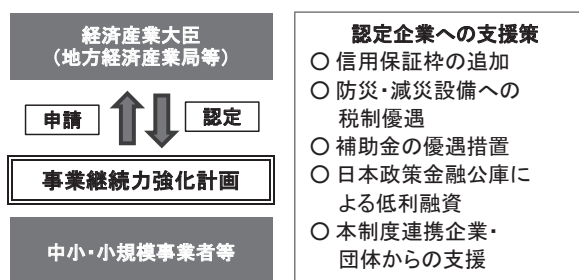 経済産業大臣
（地方経済産業局等）
申請
認定
事業継続力強化計画
中小・小規模事業者等
認定企業への支援策
○ 信用保証枠の追加
○ 防災・減災設備への
税制優遇
○ 補助金の優遇措置
○ 日本政策金融公庫に
よる低利融資
○ 本制度連携企業・
団体からの支援